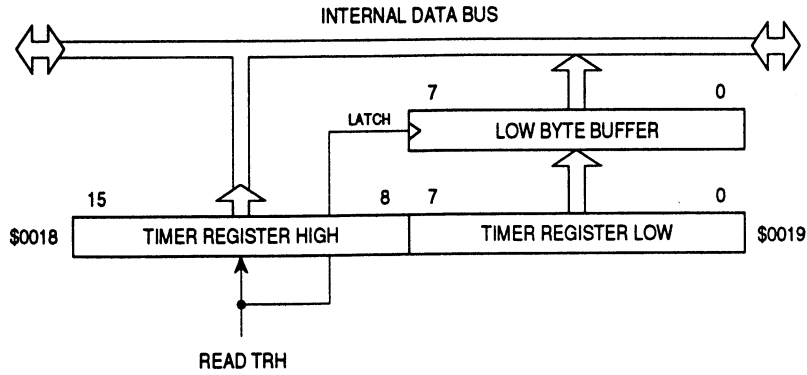 INTERNAL DATA BUS
7 0
LATCH
LOW BYTE BUFFER
15 8 7 0
$0018 TIMER REGISTER HIGH TIMER REGISTER LOW $0019
READ TRH